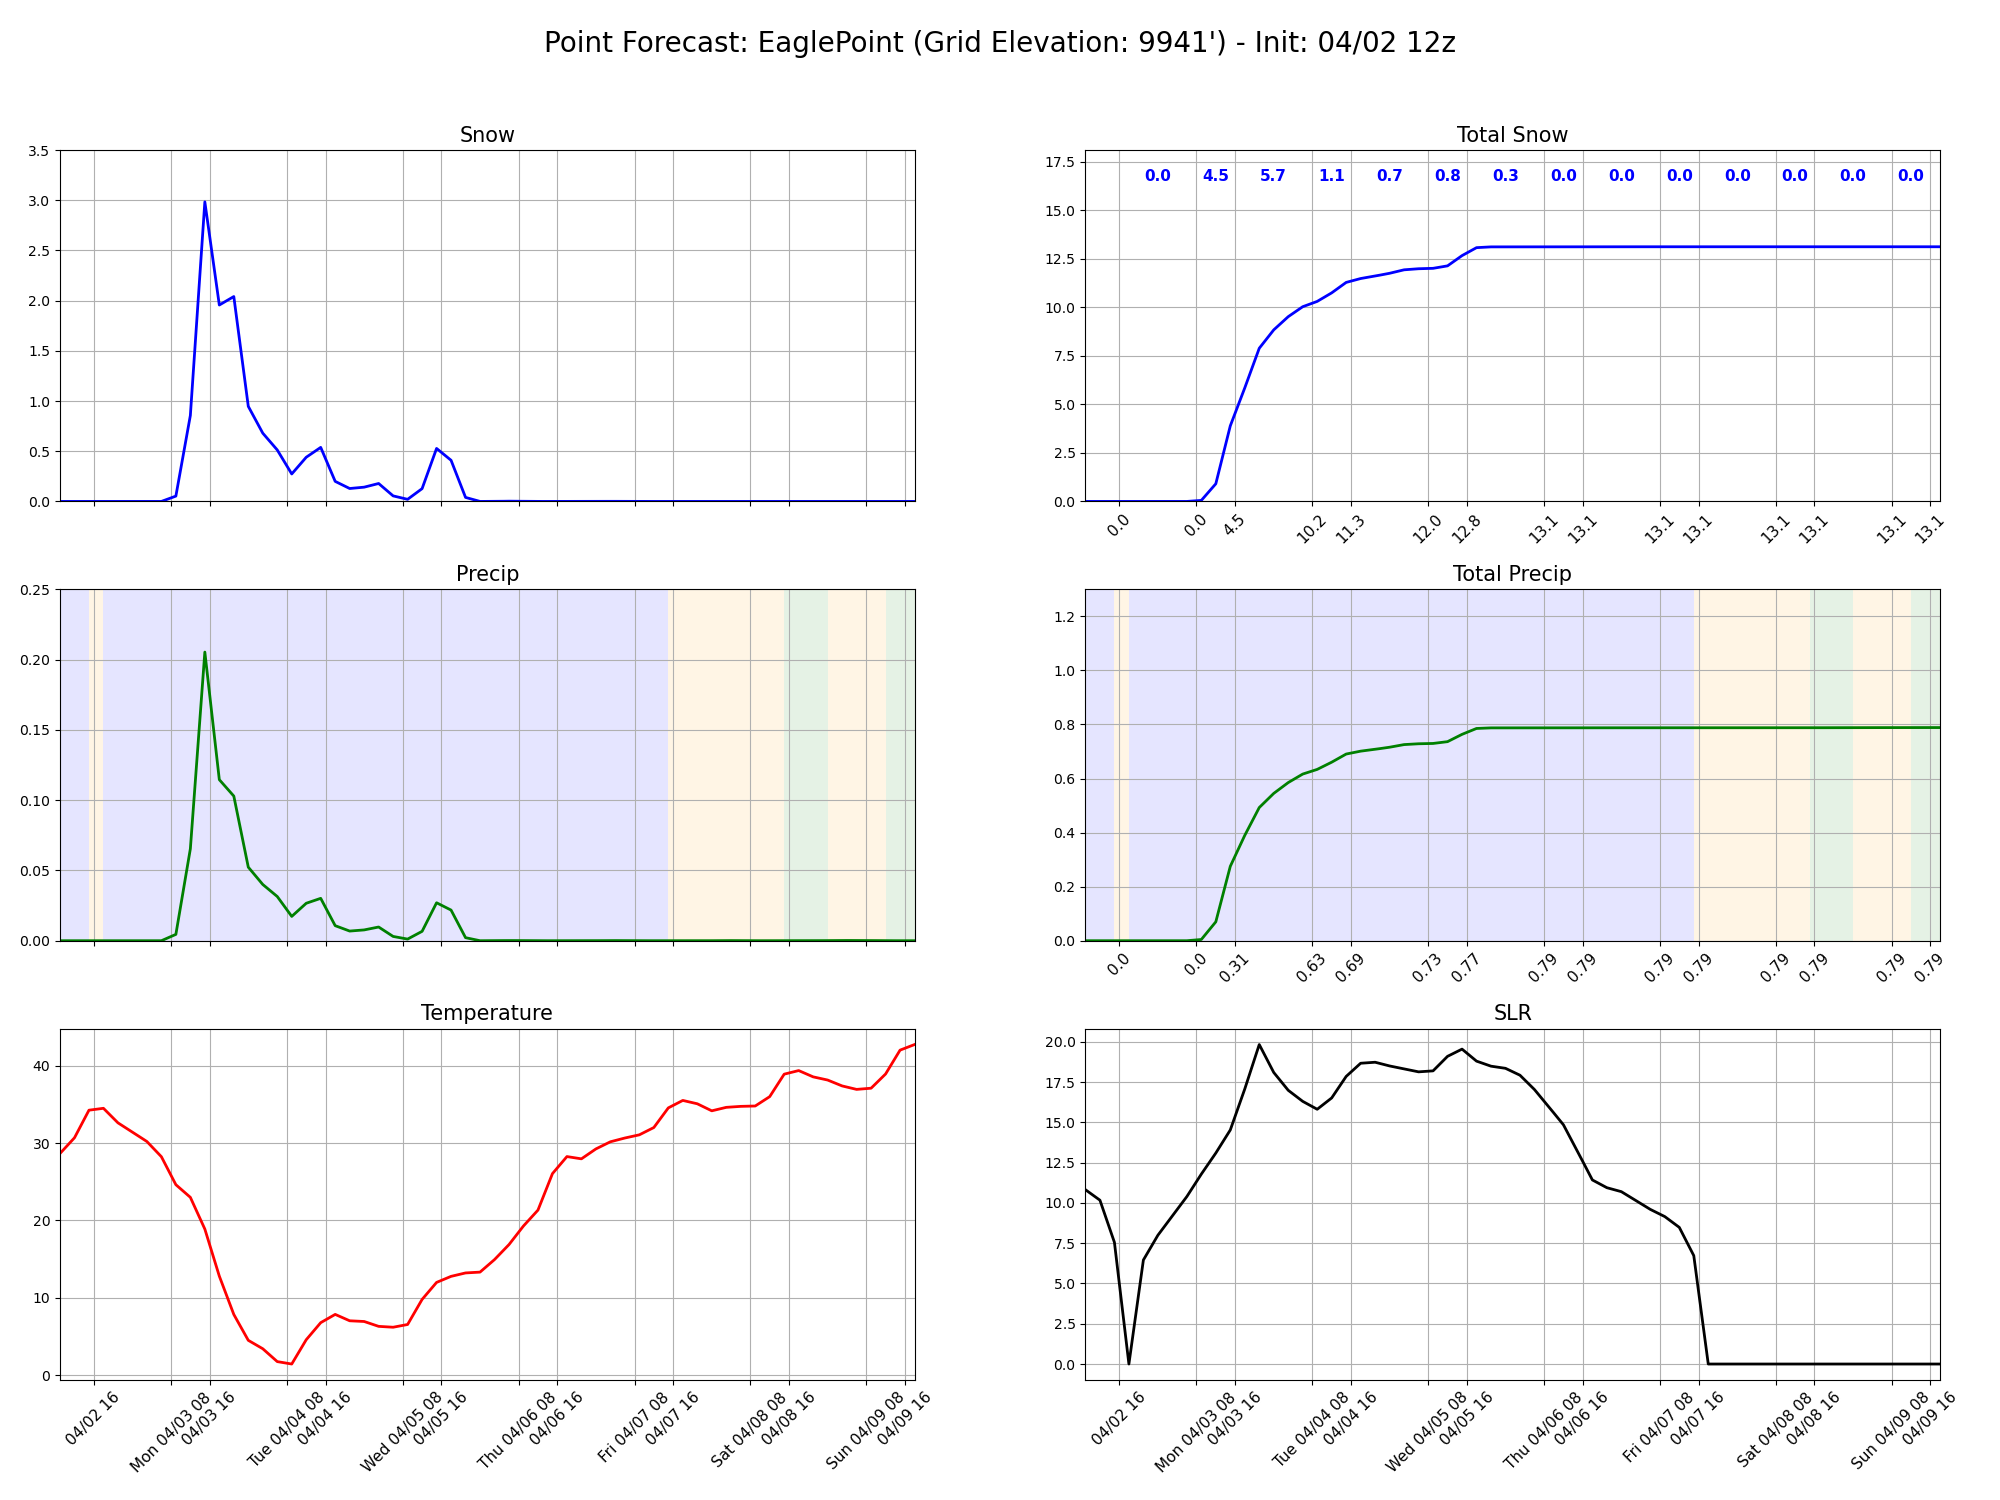 Point Forecast: EaglePoint (Grid Elevation: 9941') - Init: 04/02 12z
Snow
3.5
3.0
2.5
2.0
1.5
1.0
0.5
0.0
Total Snow
17.5
15.0
12.5
10.0
7.5
5.0
2.5
0.0
0.0 4.5 5.7 1.1 0.7 0.8 0.3 0.0 0.0 0.0 0.0 0.0 0.0 0.0
0.0 0.0 4.5 10.2 11.3 12.0 12.8 13.1 13.1 13.1 13.1 13.1 13.1 13.1 13.1
Precip
0.25
0.20
0.15
0.10
0.05
0.00
Total Precip
1.2
1.0
0.8
0.6
0.4
0.2
0.0
0.0 0.0 0.31 0.63 0.69 0.73 0.77 0.79 0.79 0.79 0.79 0.79 0.79 0.79 0.79
Temperature
40
30
20
10
0
04/02 16
Mon 04/03 08
04/03 16
Tue 04/04 08
04/04 16
Wed 04/05 08
04/05 16
Thu 04/06 08
04/06 16
Fri 04/07 08
04/07 16
Sat 04/08 08
04/08 16
Sun 04/09 08
04/09 16
SLR
20.0
17.5
15.0
12.5
10.0
7.5
5.0
2.5
0.0
04/02 16
Mon 04/03 08
04/03 16
Tue 04/04 08
04/04 16
Wed 04/05 08
04/05 16
Thu 04/06 08
04/06 16
Fri 04/07 08
04/07 16
Sat 04/08 08
04/08 16
Sun 04/09 08
04/09 16